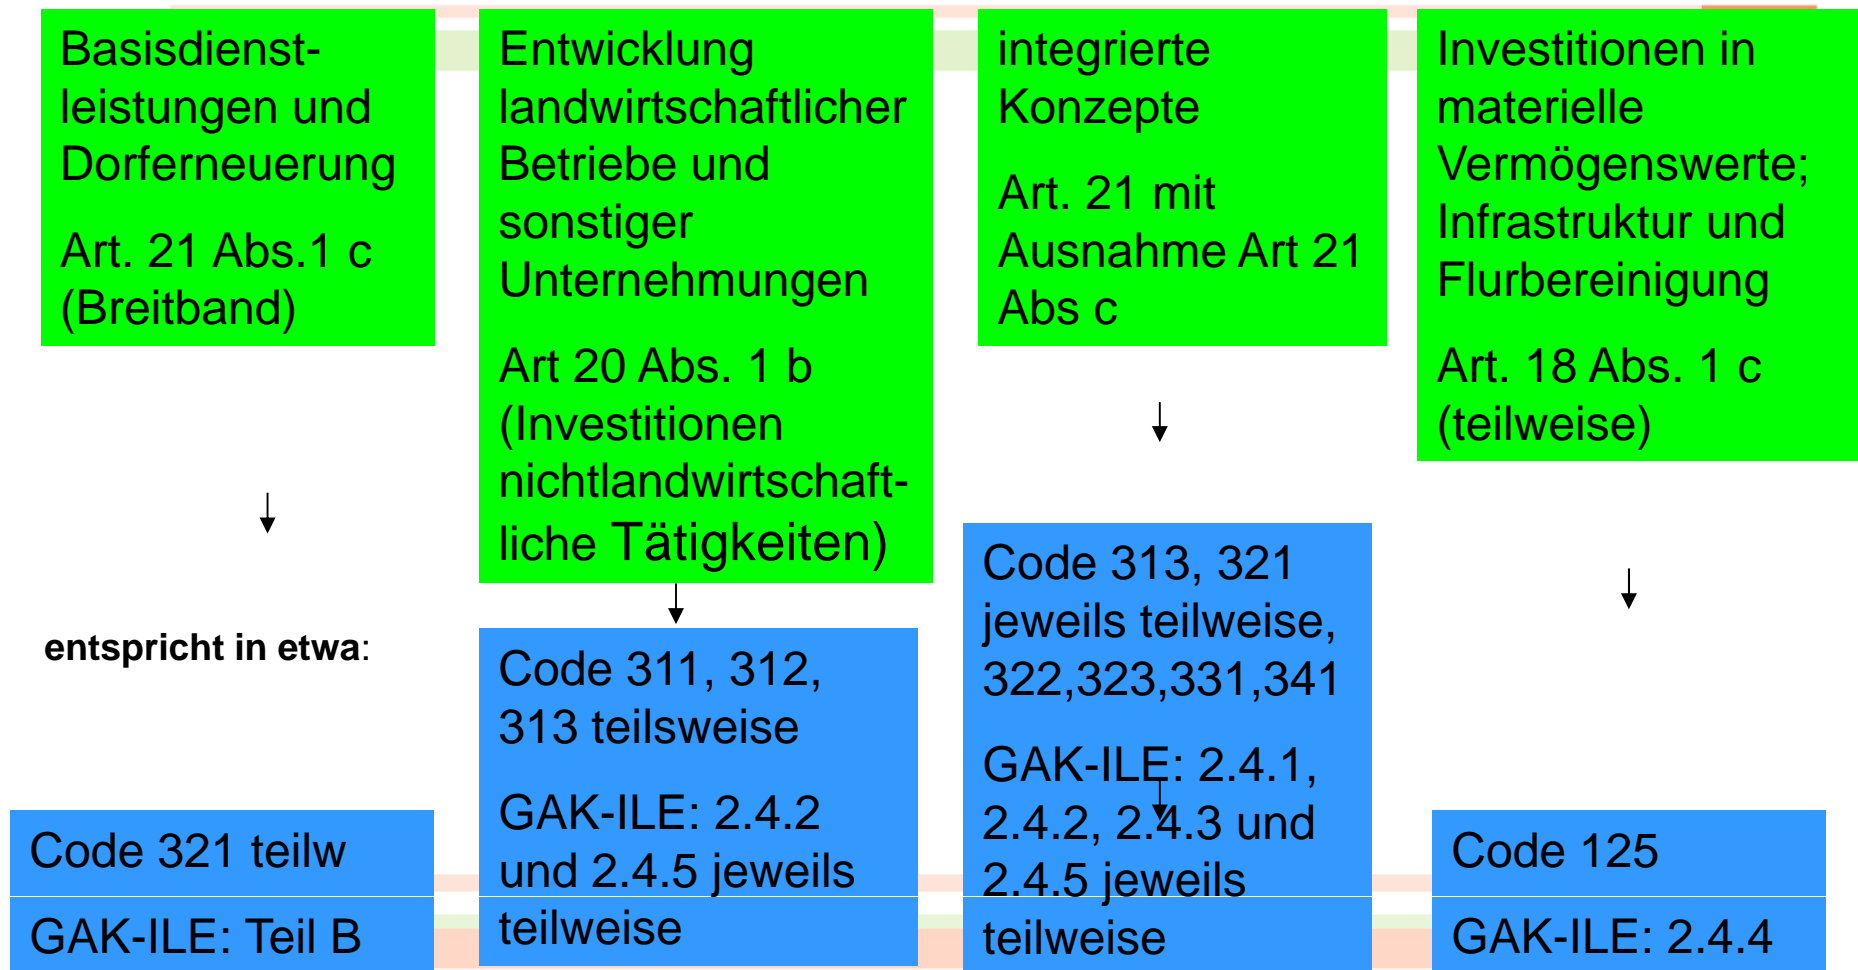 Basisdienst-
leistungen und
Dorferneuerung
Art. 21 Abs.1 c
(Breitband)
Entwicklung
landwirtschaftlicher
Betriebe und
sonstiger
Unternehmungen
Art 20 Abs. 1 b
(Investitionen
nichtlandwirtschaft-
liche Tätigkeiten)
integrierte
Konzepte
Art. 21 mit
Ausnahme Art 21
Abs c
Investitionen in
materielle
Vermögenswerte;
Infrastruktur und
Flurbereinigung
Art. 18 Abs. 1 c
(teilweise)
entspricht in etwa:
Code 321 teilw
GAK-ILE: Teil B
Code 311, 312,
313 teilsweise
GAK-ILE: 2.4.2
und 2.4.5 jeweils
teilweise
Code 313, 321
jeweils teilweise,
322,323,331,341
GAK-ILE: 2.4.1,
2.4.2, 2.4.3 und
2.4.5 jeweils
teilweise
Code 125
GAK-ILE: 2.4.4